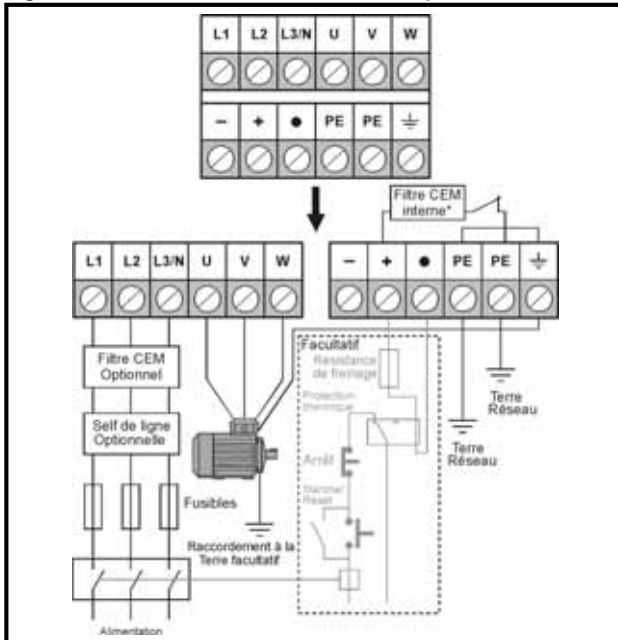 L1 L2 L3/N U V W
− + ● PE PE ⏚
Filtre CEM
interne*
L1 L2 L3/N U V W
− + ● PE PE ⏚
Filtre CEM
Optionnel
Self de ligne
Optionnelle
Fusibles
Raccordement à la
Terre facultatif
Alimentation
Facultatif
Résistance
de freinage
Protection
thermique
Arrêt
Marche/
Reset
Terre
Réseau
Terre
Réseau